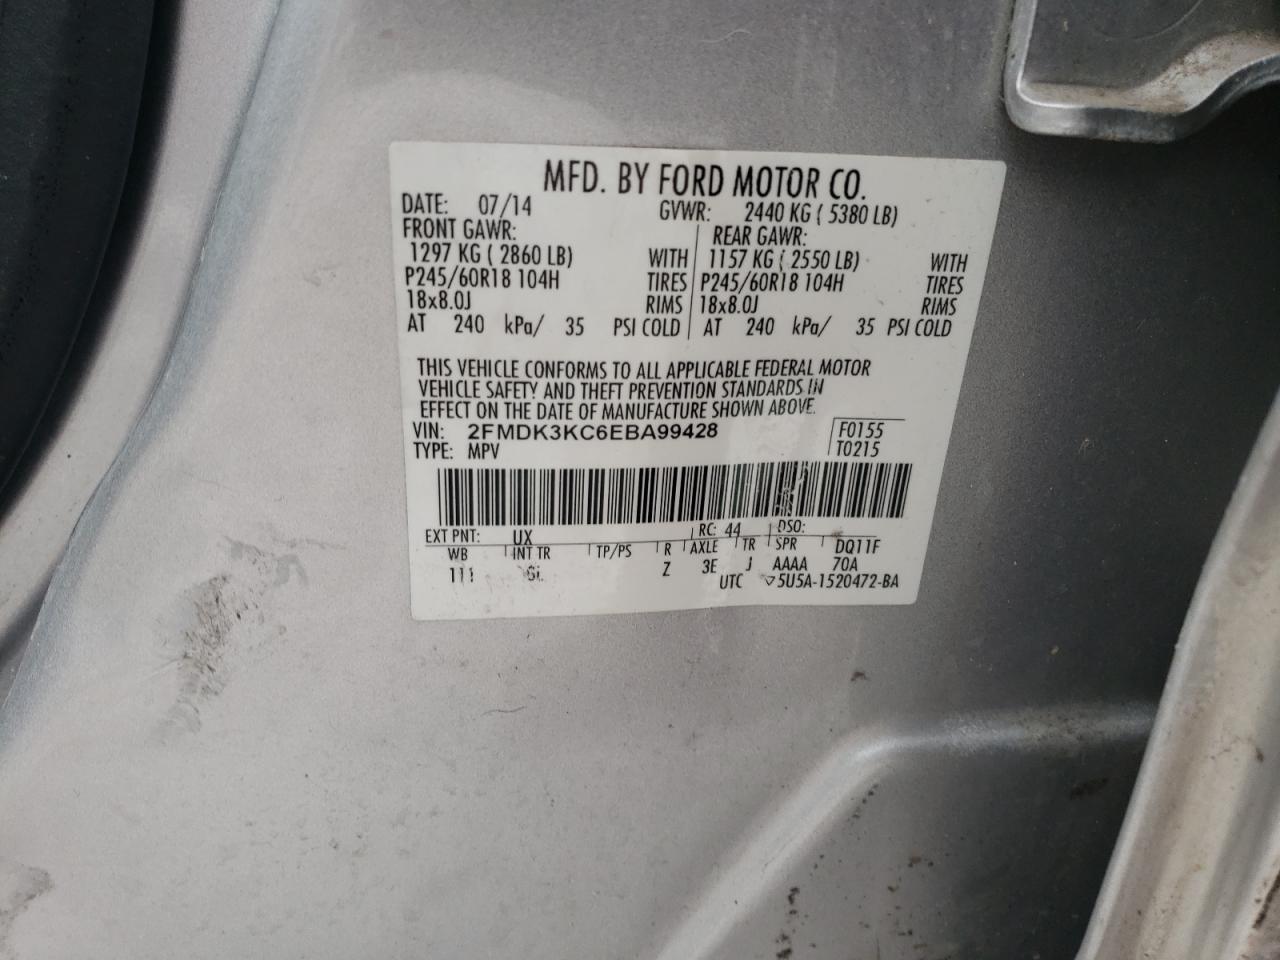 MFD. BY FORD MOTOR CO.
DATE: 07/14 GVWR: 2440 KG ( 5380 LB)
FRONT GAWR: REAR GAWR:
1297 KG ( 2860 LB) WITH 1157 KG ( 2550 LB) WITH
P245/60R18 104H TIRES P245/60R18 104H TIRES
18x8.0J RIMS 18x8.0J RIMS
AT 240 kPa/ 35 PSI COLD AT 240 kPa/ 35 PSI COLD
THIS VEHICLE CONFORMS TO ALL APPLICABLE FEDERAL MOTOR
VEHICLE SAFETY AND THEFT PREVENTION STANDARDS IN
EFFECT ON THE DATE OF MANUFACTURE SHOWN ABOVE.
VIN: 2FMDK3KC6EBA99428 F0155
TYPE: MPV T0215
EXT PNT: UX RC: 44 DSO:
WB INT TR TP/PS R AXLE TR SPR DQ11F
111 Z 3E J AAAA 70A
UTC ▽5U5A-1520472-BA